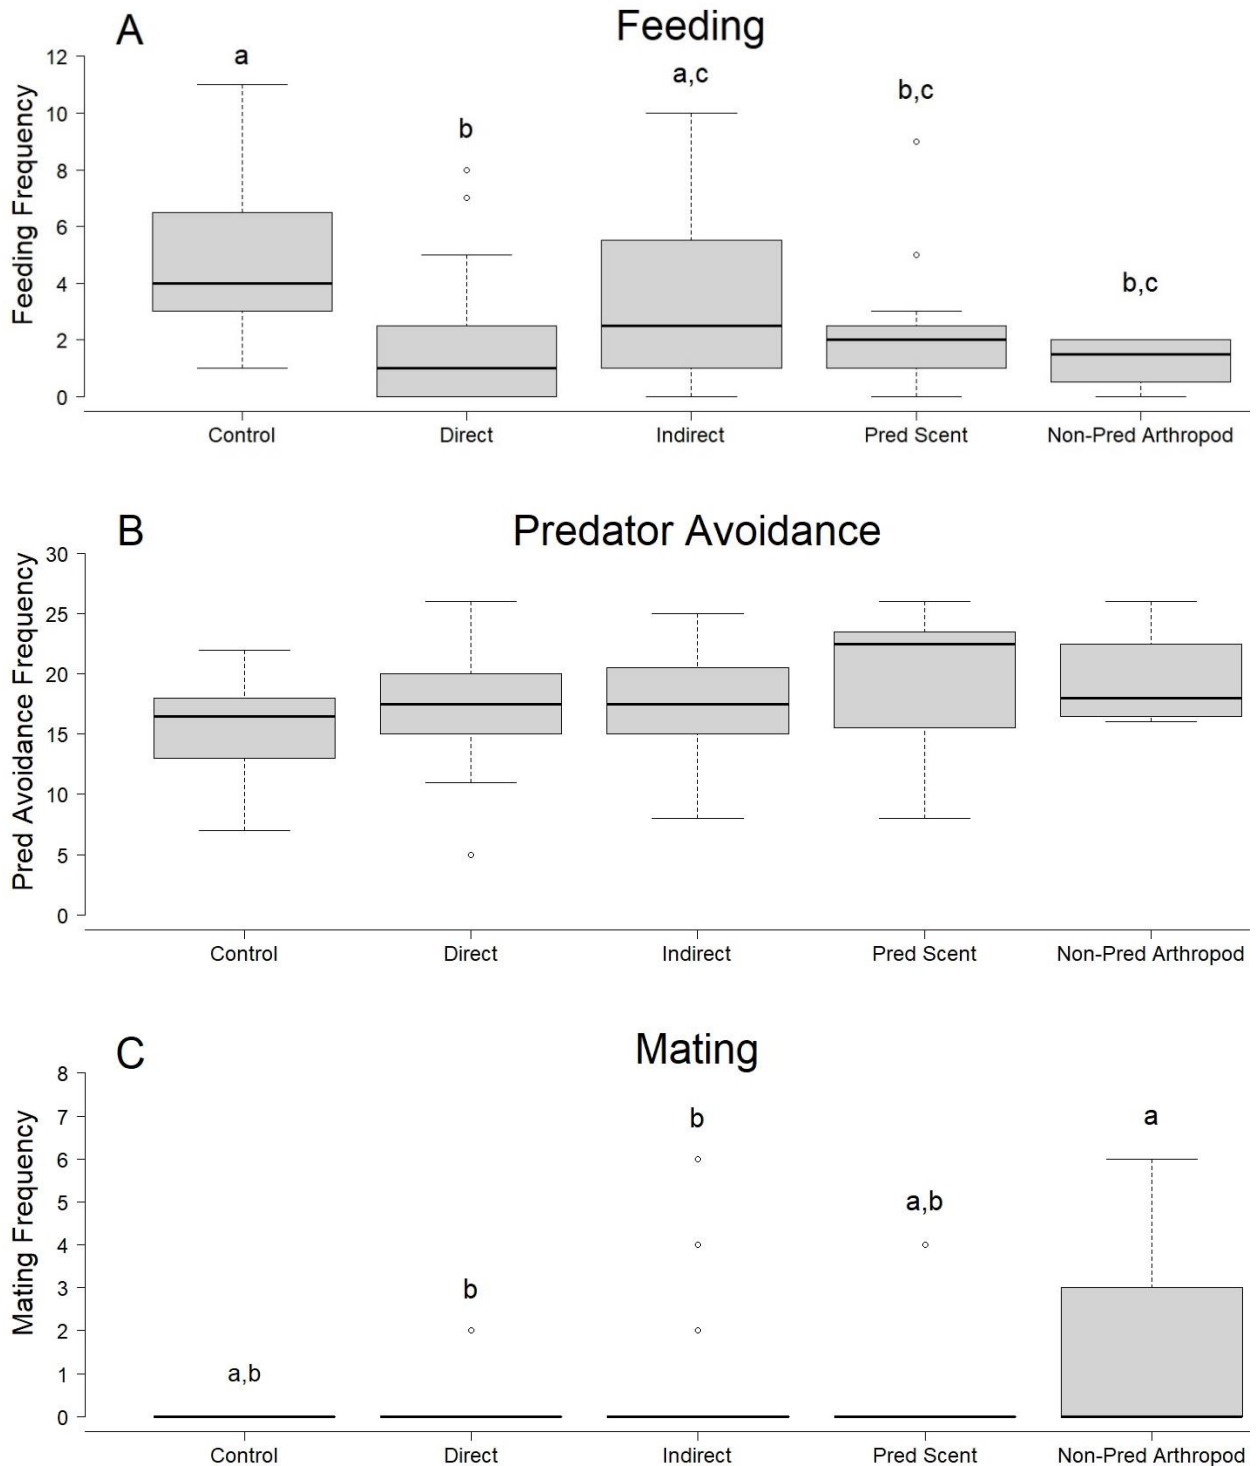 A
Feeding
Feeding Frequency
12
10
8
6
4
2
0
a
b
a,c
b,c
b,c
Control
Direct
Indirect
Pred Scent
Non-Pred Arthropod
B
Predator Avoidance
Pred Avoidance Frequency
30
25
20
15
10
5
0
Control
Direct
Indirect
Pred Scent
Non-Pred Arthropod
C
Mating
Mating Frequency
8
7
6
5
4
3
2
1
0
a,b
b
b
a,b
a
Control
Direct
Indirect
Pred Scent
Non-Pred Arthropod